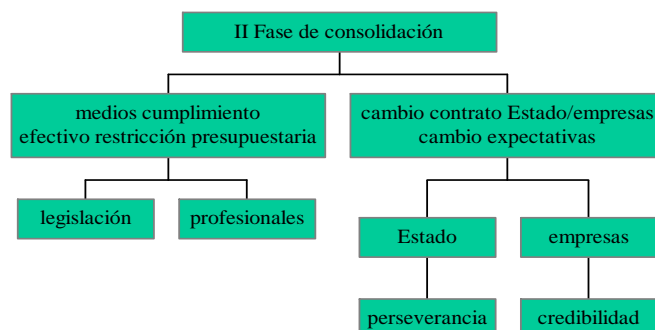 II Fase de consolidación
medios cumplimiento
efectivo restricción presupuestaria
cambio contrato Estado/empresas
cambio expectativas
legislación
profesionales
Estado
empresas
perseverancia
credibilidad